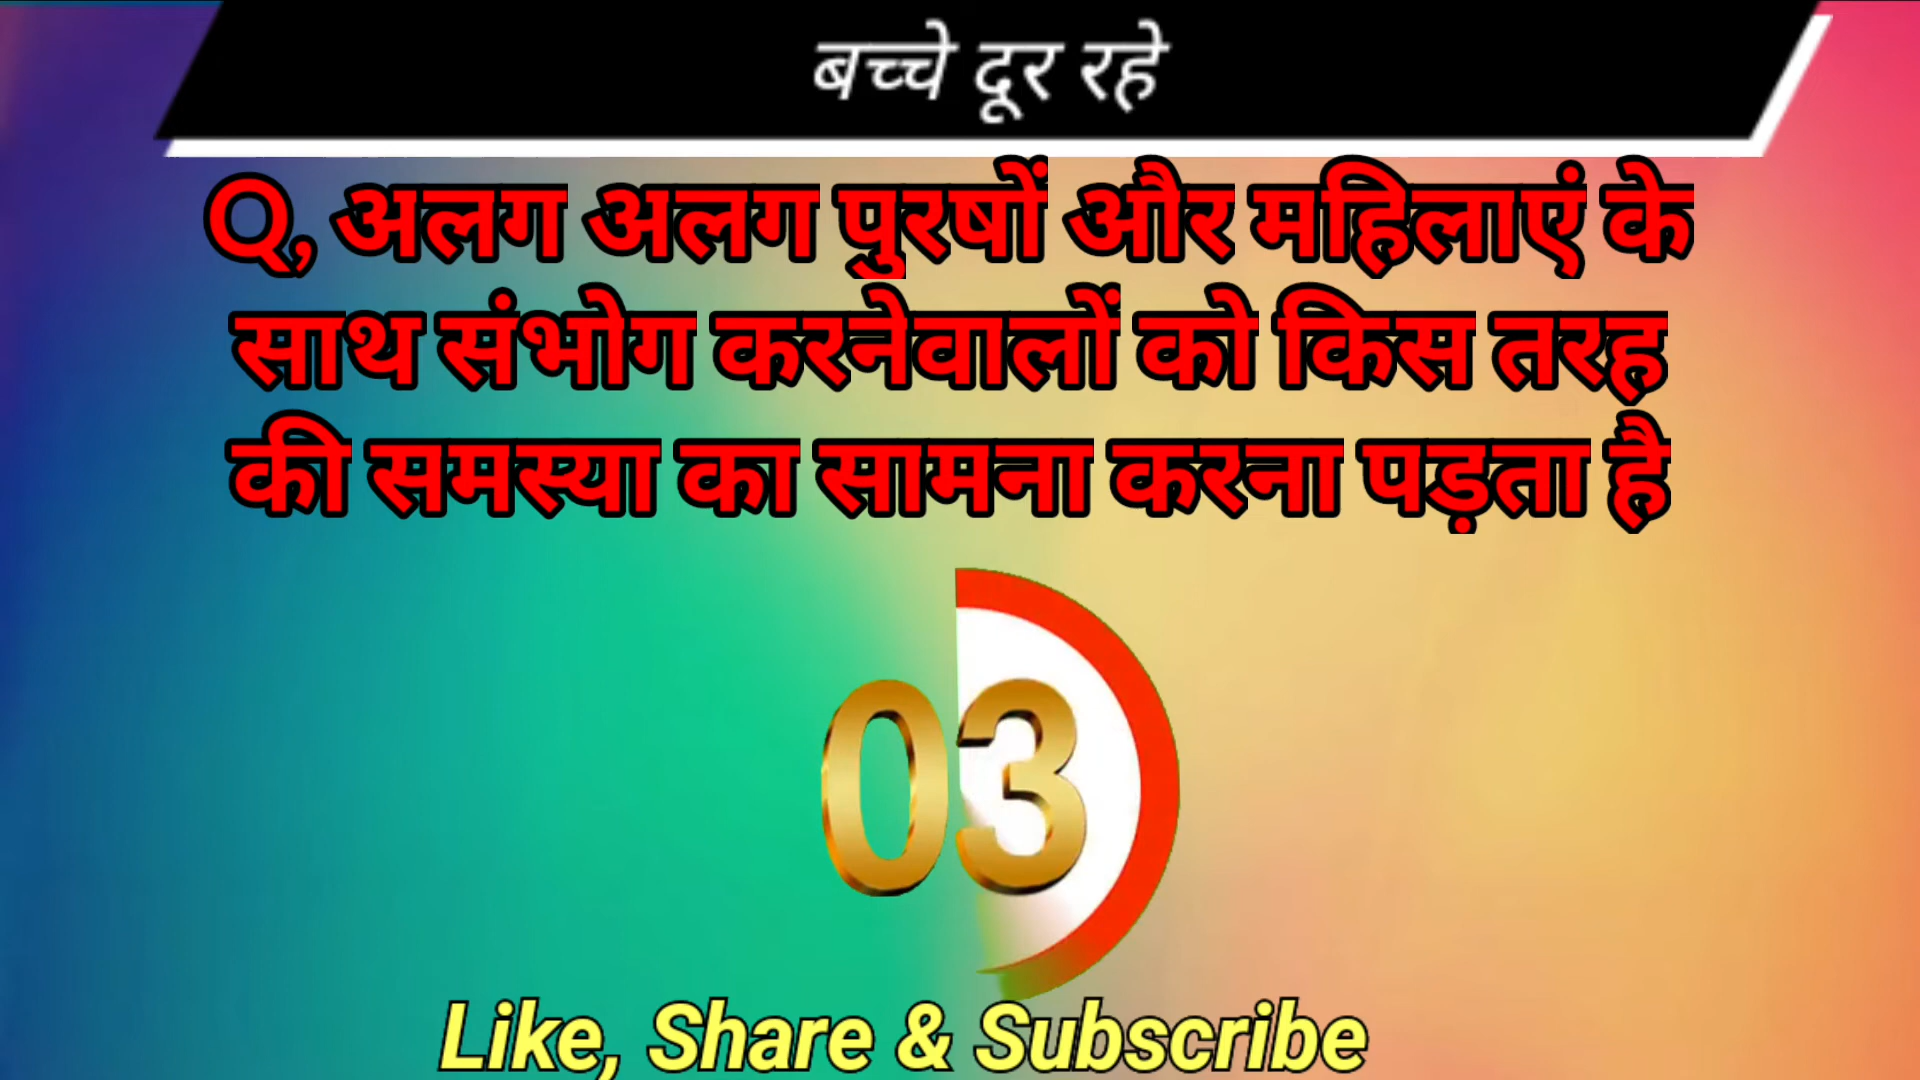 बच्चे दूर रहे
Q, अलग अलग पुरषों और महिलाएं के
साथ संभोग करनेवालों को किस तरह
की समस्या का सामना करना पड़ता है
03
Like, Share & Subscribe